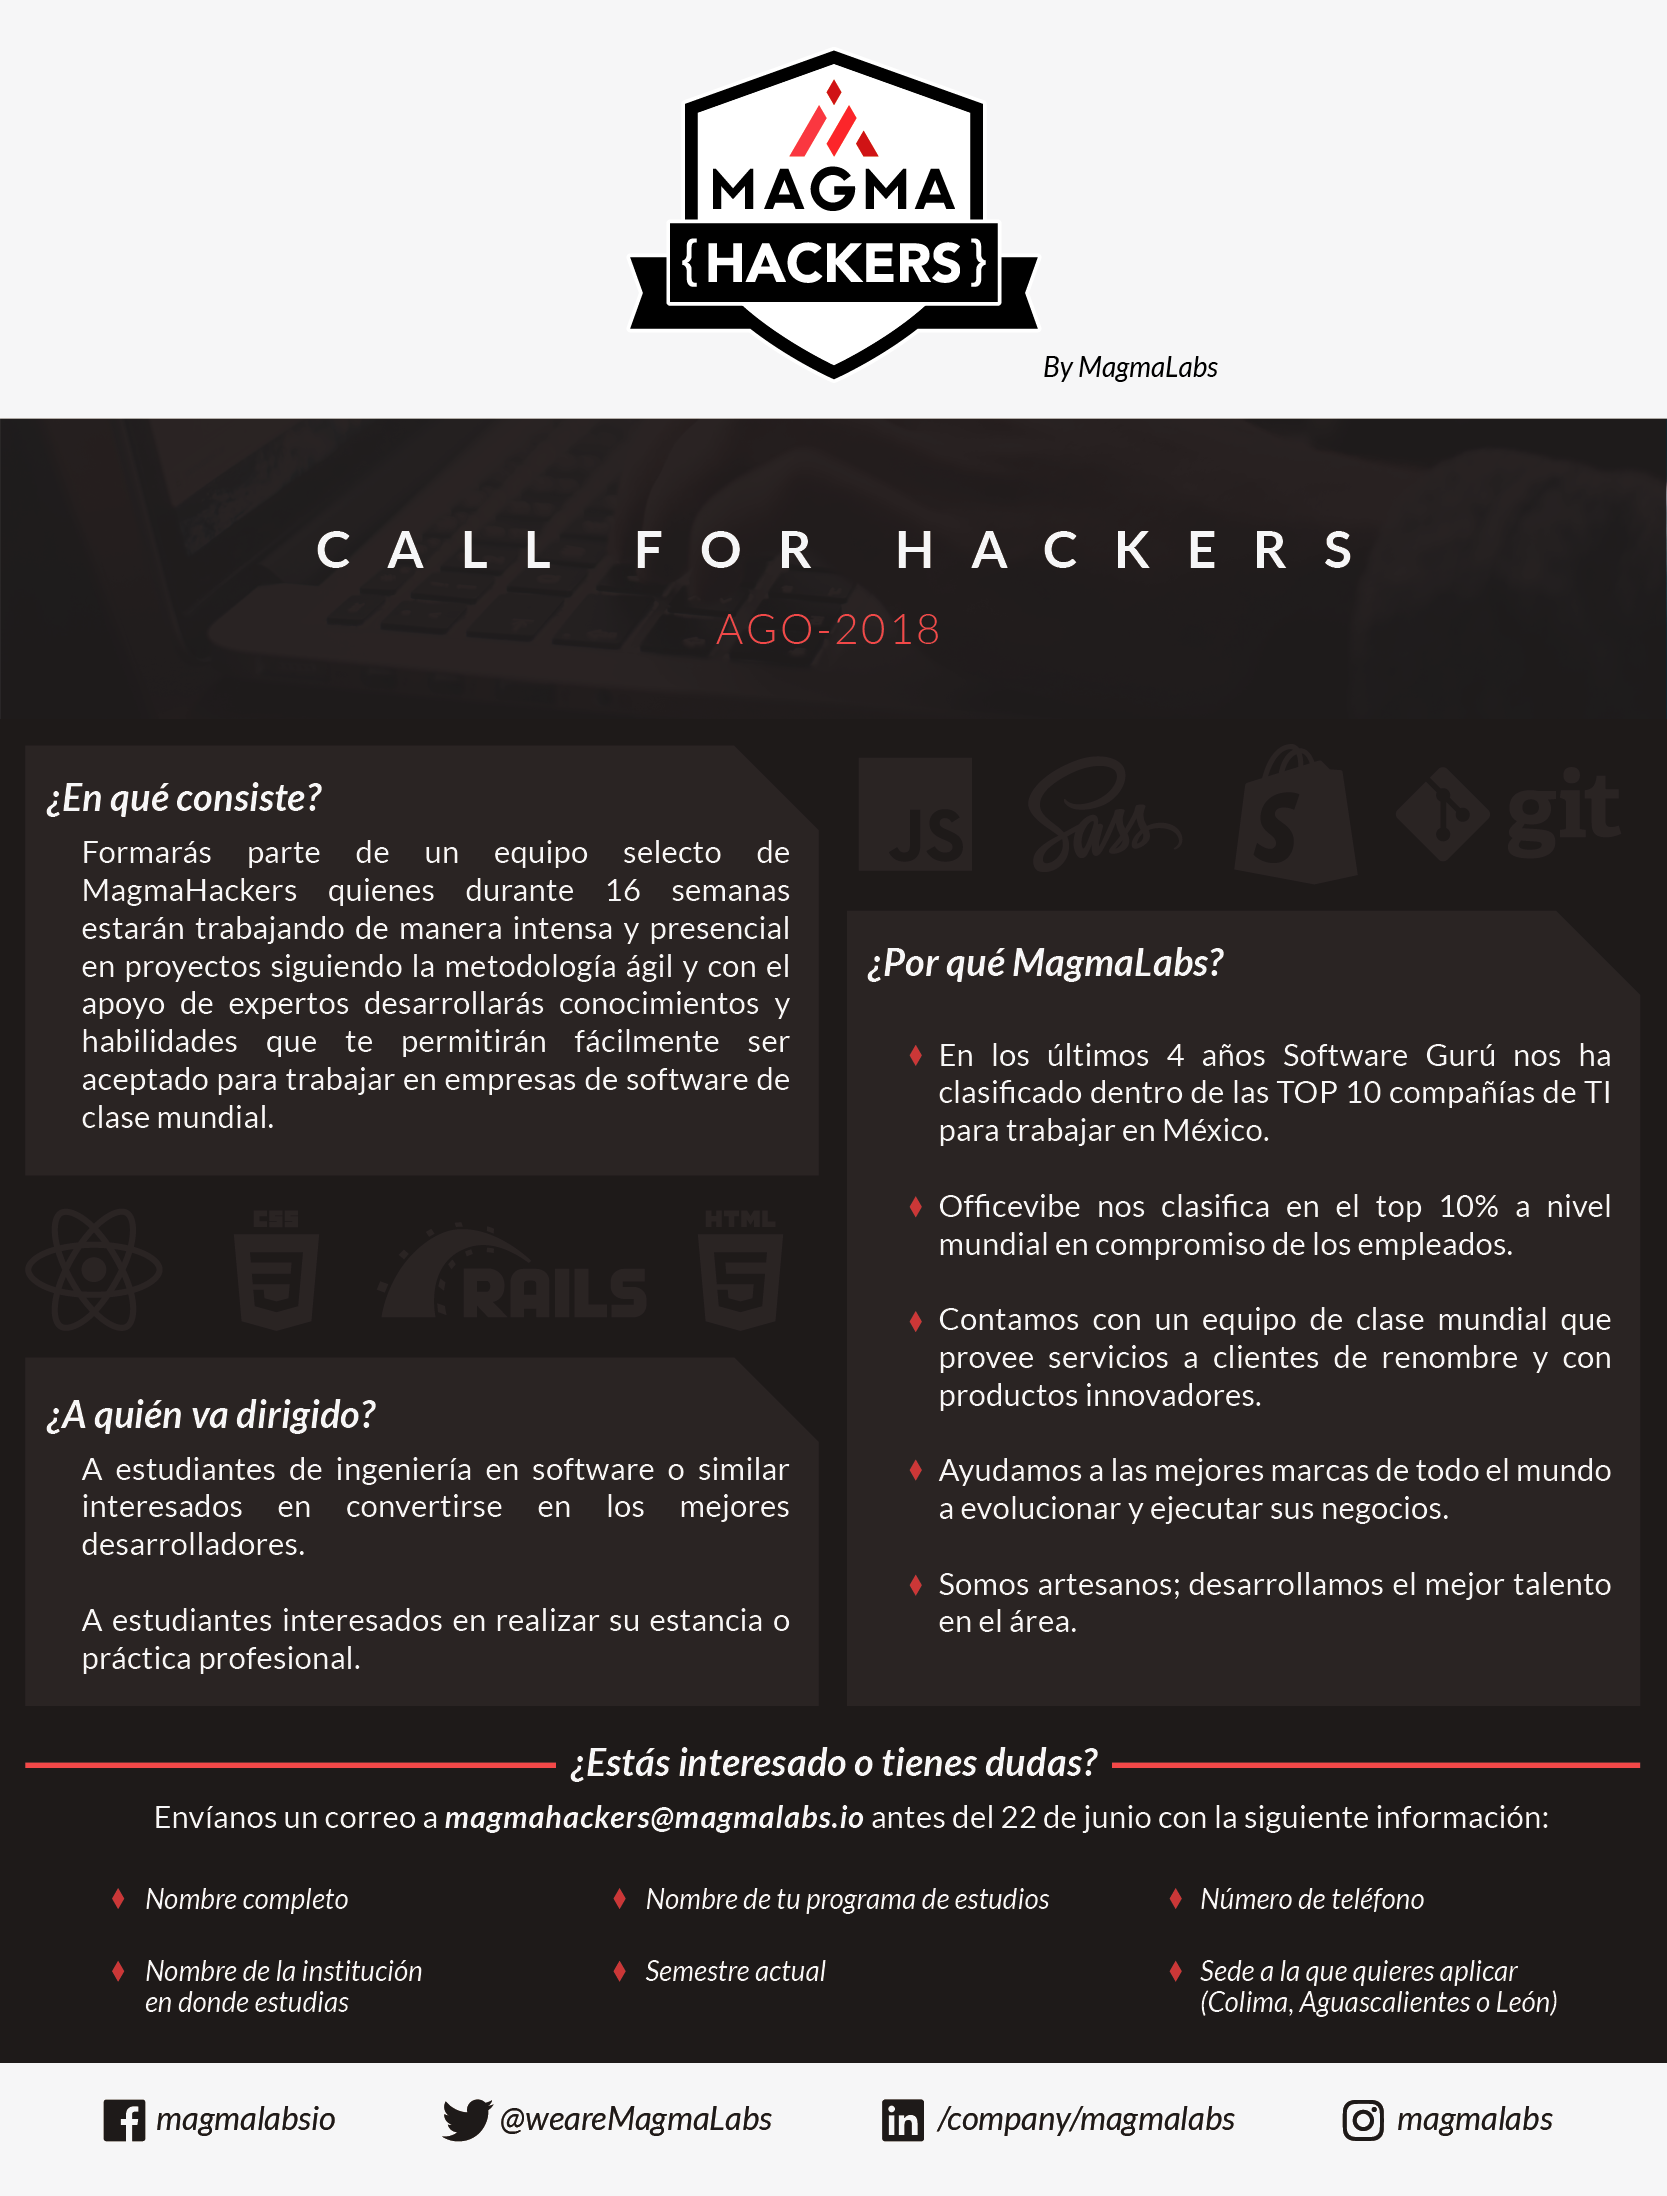 MAGMA
{HACKERS}
By MagmaLabs
CALL FOR HACKERS
AGO-2018
¿En qué consiste?
Formarás parte de un equipo selecto de
MagmaHackers quienes durante 16 semanas
estarán trabajando de manera intensa y presencial
en proyectos siguiendo la metodología ágil y con el
apoyo de expertos desarrollarás conocimientos y
habilidades que te permitirán fácilmente ser
aceptado para trabajar en empresas de software de
clase mundial.
CSS
RAILS
HTML
¿A quién va dirigido?
A estudiantes de ingeniería en software o similar
interesados en convertirse en los mejores
desarrolladores.
A estudiantes interesados en realizar su estancia o
práctica profesional.
JS
Sass
S
git
¿Por qué MagmaLabs?
En los últimos 4 años Software Gurú nos ha
clasificado dentro de las TOP 10 compañías de TI
para trabajar en México.
Officevibe nos clasifica en el top 10% a nivel
mundial en compromiso de los empleados.
Contamos con un equipo de clase mundial que
provee servicios a clientes de renombre y con
productos innovadores.
Ayudamos a las mejores marcas de todo el mundo
a evolucionar y ejecutar sus negocios.
Somos artesanos; desarrollamos el mejor talento
en el área.
¿Estás interesado o tienes dudas?
Envíanos un correo a magmahackers@magmalabs.io antes del 22 de junio con la siguiente información:
Nombre completo
Nombre de la institución
en donde estudias
Nombre de tu programa de estudios
Semestre actual
Número de teléfono
Sede a la que quieres aplicar
(Colima, Aguascalientes o León)
magmalabsio
@weareMagmaLabs
/company/magmalabs
magmalabs